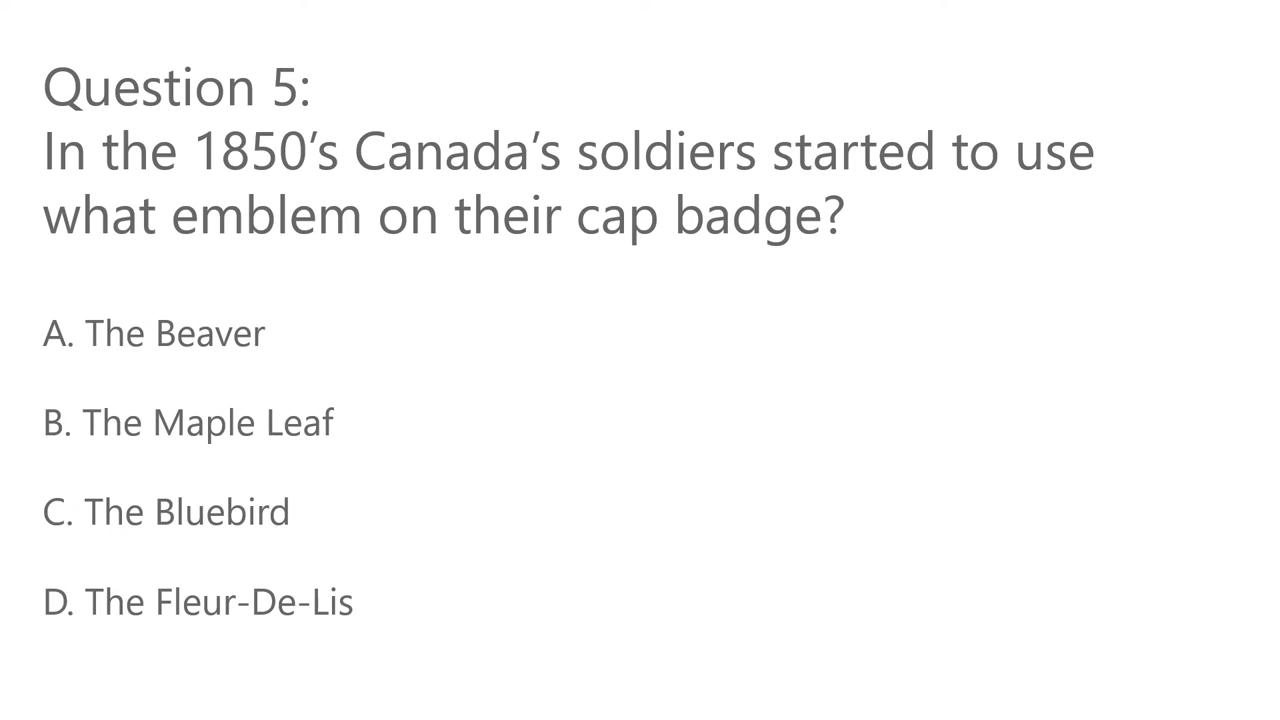 Question 5:
In the 1850’s Canada’s soldiers started to use
what emblem on their cap badge?
A. The Beaver
B. The Maple Leaf
C. The Bluebird
D. The Fleur-De-Lis